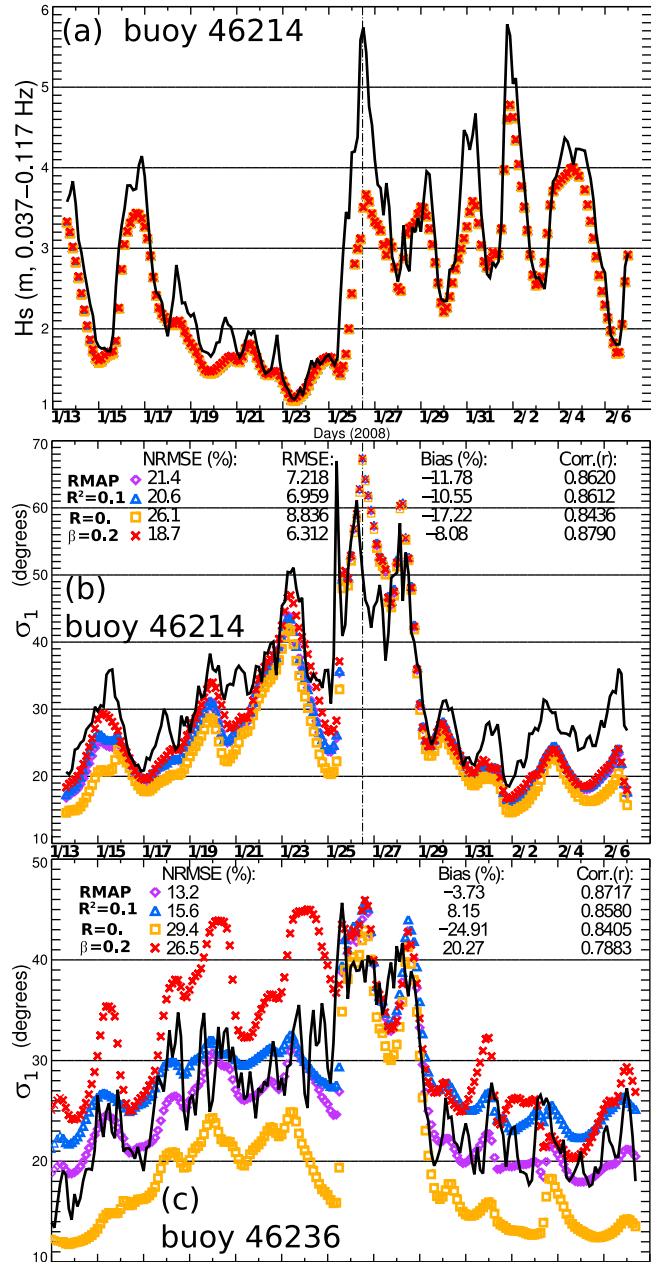 (a) buoy 46214
Hs (m, 0.037–0.117 Hz)
6
5
4
3
2
1
1/13 1/15 1/17 1/19 1/21 1/23 1/25 1/27 1/29 1/31 2/ 2 2/ 4 2/ 6
Days (2008)
NRMSE (%): RMSE: Bias (%): Corr.(r):
RMAP 21.4 7.218 −11.78 0.8620
R²=0.1 20.6 6.959 −10.55 0.8612
R=0. 26.1 8.836 −17.22 0.8436
β=0.2 18.7 6.312 −8.08 0.8790
σ1 (degrees)
70
60
50
40
30
20
10
(b)
buoy 46214
1/13 1/15 1/17 1/19 1/21 1/23 1/25 1/27 1/29 1/31 2/ 2 2/ 4 2/ 6
NRMSE (%): Bias (%): Corr.(r):
RMAP 13.2 −3.73 0.8717
R²=0.1 15.6 8.15 0.8580
R=0. 29.4 −24.91 0.8405
β=0.2 26.5 20.27 0.7883
σ1 (degrees)
50
40
30
20
10
(c)
buoy 46236